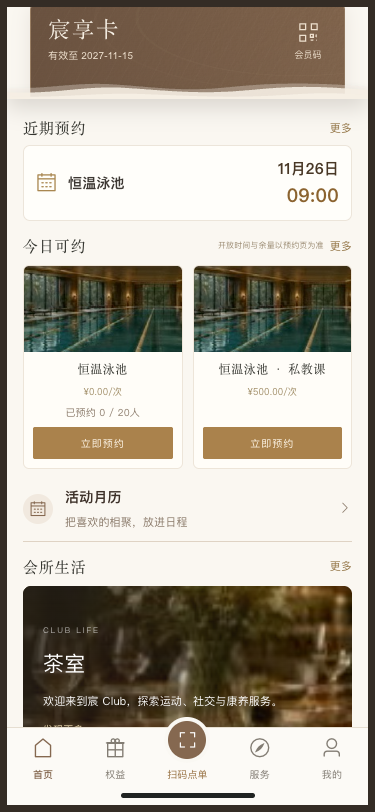 宸享卡
有效至 2027-11-15
会员码
近期预约
更多
恒温泳池
11月26日
09:00
今日可约
开放时间与余量以预约页为准
更多
恒温泳池
¥0.00/次
已预约 0 / 20人
立即预约
恒温泳池 · 私教课
¥500.00/次
立即预约
活动月历
把喜欢的相聚，放进日程
会所生活
更多
CLUB LIFE
茶室
欢迎来到宸 Club，探索运动、社交与康养服务。
首页
权益
扫码点单
服务
我的